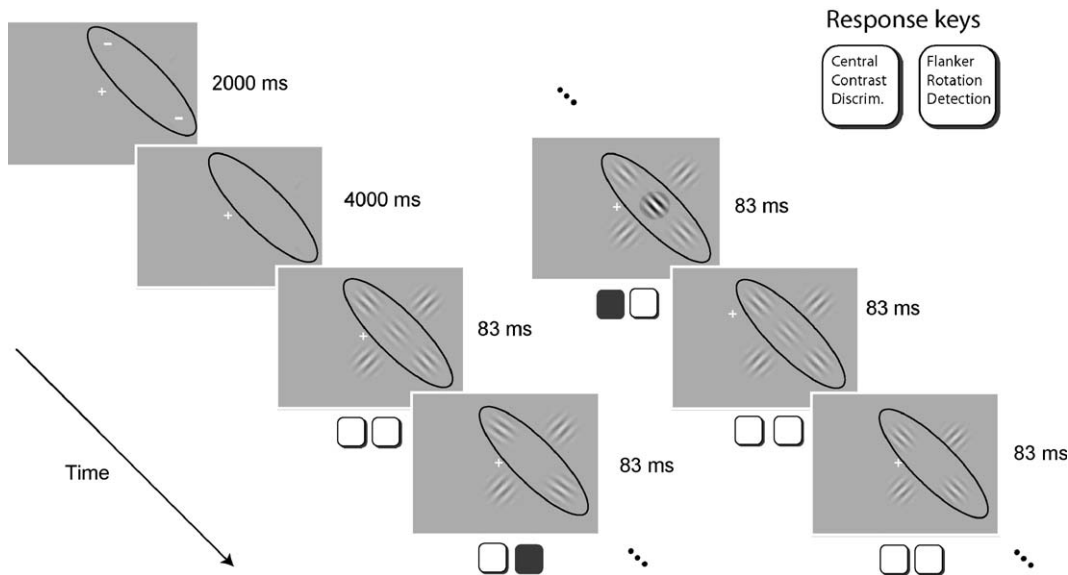 Response keys
Central
Contrast
Discrim.
Flanker
Rotation
Detection
2000 ms
4000 ms
83 ms
83 ms
83 ms
83 ms
83 ms
Time